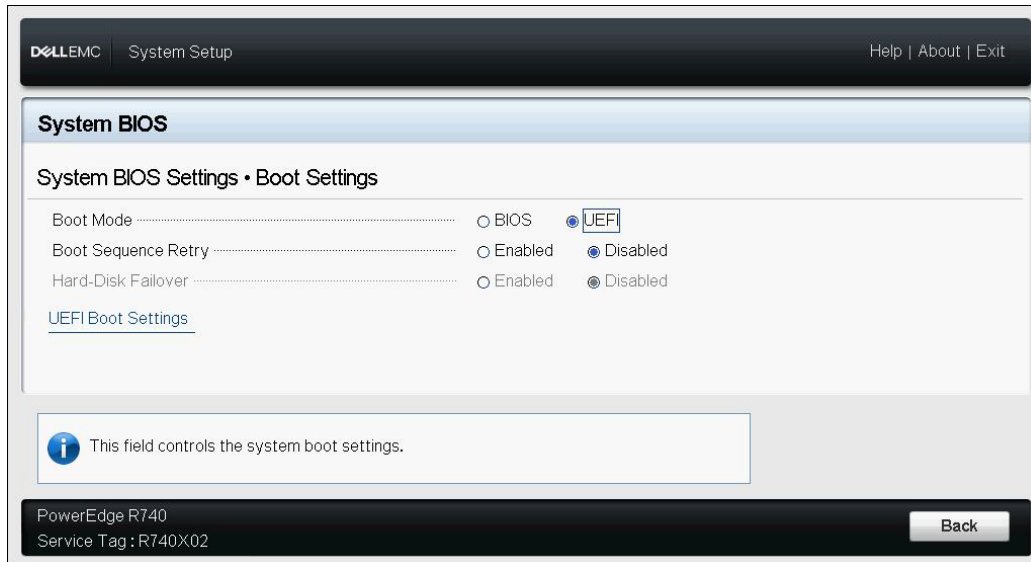 DELLEMC System Setup Help | About | Exit
System BIOS
System BIOS Settings • Boot Settings
Boot Mode BIOS UEFI
Boot Sequence Retry Enabled Disabled
Hard-Disk Failover Enabled Disabled
UEFI Boot Settings
This field controls the system boot settings.
PowerEdge R740
Service Tag : R740X02
Back